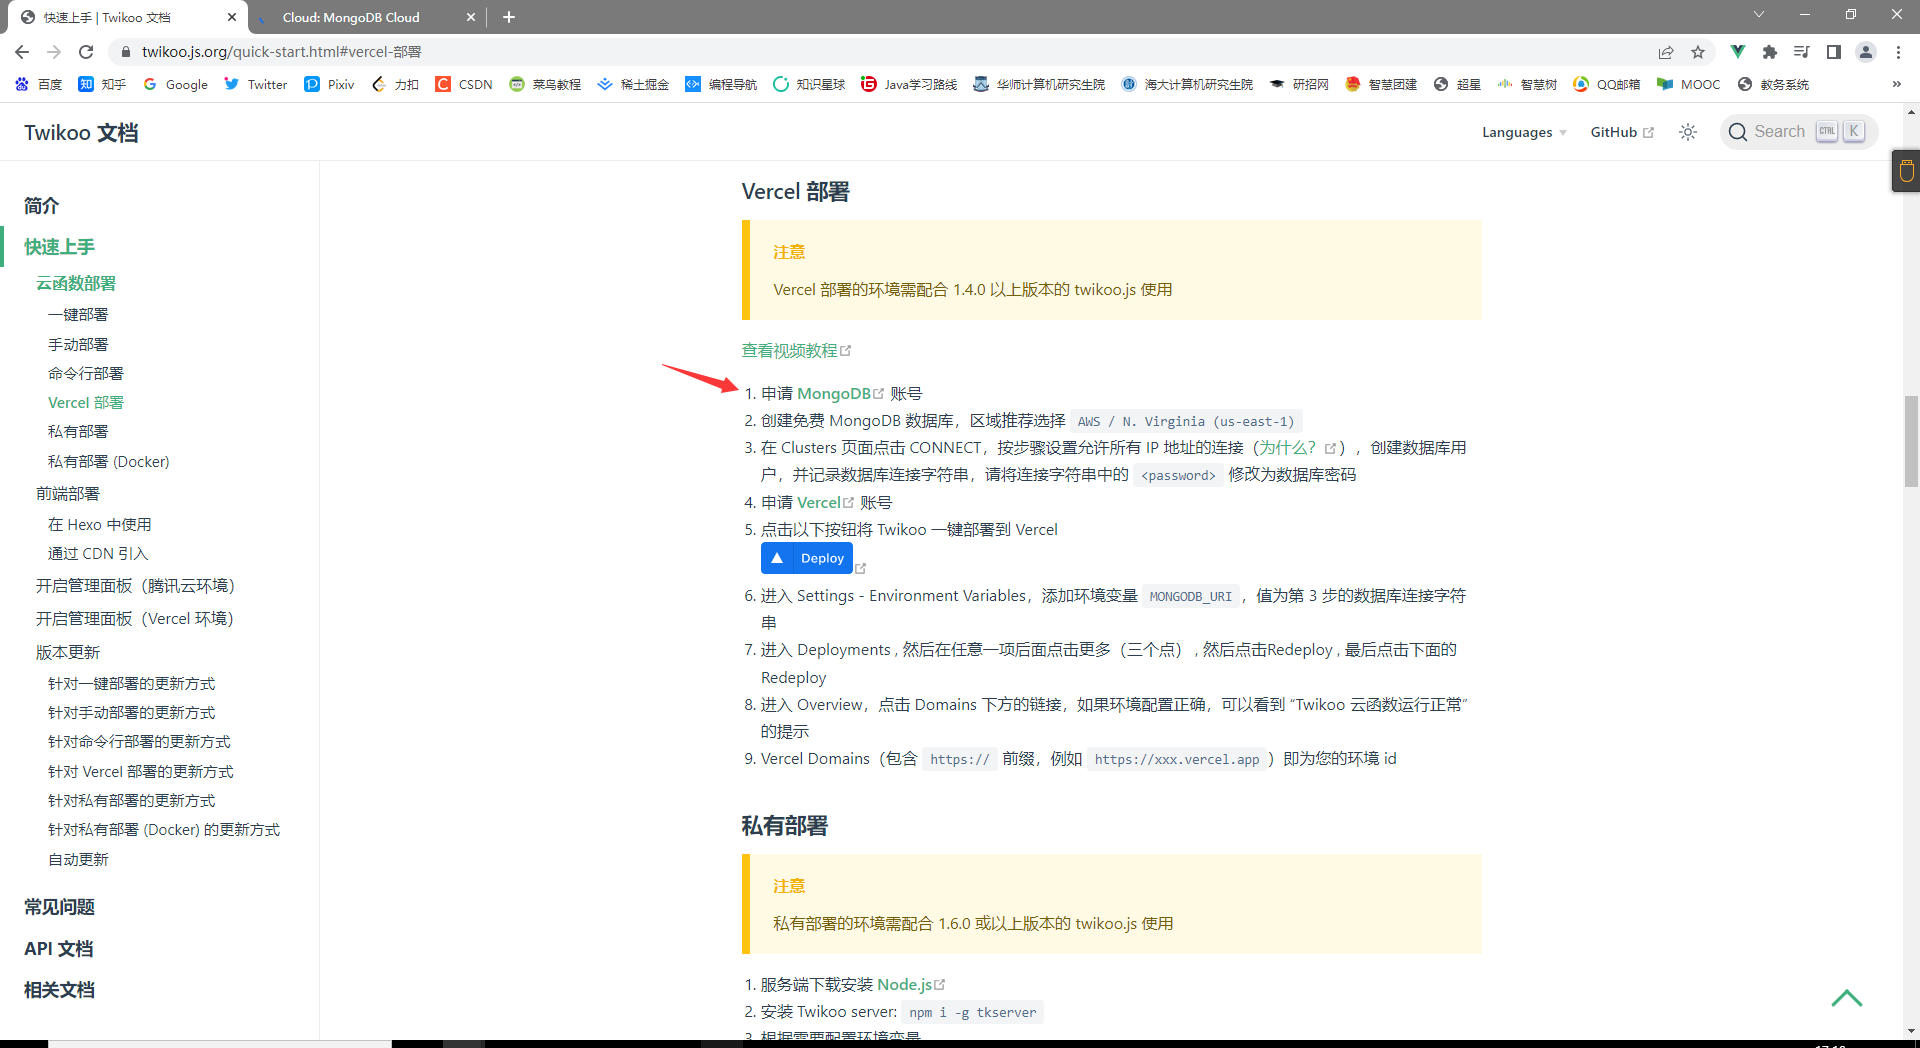 快速上手 | Twikoo 文档
Cloud: MongoDB Cloud
twikoo.js.org/quick-start.html#vercel-部署
百度
知乎
Google
Twitter
Pixiv
力扣
CSDN
菜鸟教程
稀土掘金
编程导航
知识星球
Java学习路线
华师计算机研究生院
海大计算机研究生院
研招网
智慧团建
超星
智慧树
QQ邮箱
MOOC
教务系统
Twikoo 文档
Languages
GitHub
Search
CTRL
K
简介
快速上手
云函数部署
一键部署
手动部署
命令行部署
Vercel 部署
私有部署
私有部署 (Docker)
前端部署
在 Hexo 中使用
通过 CDN 引入
开启管理面板（腾讯云环境）
开启管理面板（Vercel 环境）
版本更新
针对一键部署的更新方式
针对手动部署的更新方式
针对命令行部署的更新方式
针对 Vercel 部署的更新方式
针对私有部署的更新方式
针对私有部署 (Docker) 的更新方式
自动更新
常见问题
API 文档
相关文档
Vercel 部署
注意
Vercel 部署的环境需配合 1.4.0 以上版本的 twikoo.js 使用
查看视频教程
1. 申请 MongoDB 账号
2. 创建免费 MongoDB 数据库，区域推荐选择 AWS / N. Virginia (us-east-1)
3. 在 Clusters 页面点击 CONNECT，按步骤设置允许所有 IP 地址的连接（为什么？），创建数据库用
户，并记录数据库连接字符串，请将连接字符串中的 <password> 修改为数据库密码
4. 申请 Vercel 账号
5. 点击以下按钮将 Twikoo 一键部署到 Vercel
Deploy
6. 进入 Settings - Environment Variables，添加环境变量 MONGODB_URI ，值为第 3 步的数据库连接字符
串
7. 进入 Deployments , 然后在任意一项后面点击更多（三个点） , 然后点击Redeploy , 最后点击下面的
Redeploy
8. 进入 Overview，点击 Domains 下方的链接，如果环境配置正确，可以看到 “Twikoo 云函数运行正常”
的提示
9. Vercel Domains（包含 https:// 前缀，例如 https://xxx.vercel.app ）即为您的环境 id
私有部署
注意
私有部署的环境需配合 1.6.0 或以上版本的 twikoo.js 使用
1. 服务端下载安装 Node.js
2. 安装 Twikoo server: npm i -g tkserver
3. 根据需要配置环境变量